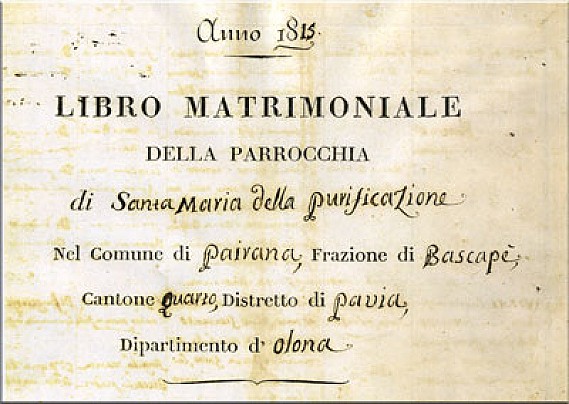 Anno 1815.
LIBRO MATRIMONIALE
DELLA PARROCCHIA
di Santa Maria della purificazione
Nel Comune di pairana, Frazione di Bascapè,
Cantone quarto, Distretto di pavia,
Dipartimento d' olona